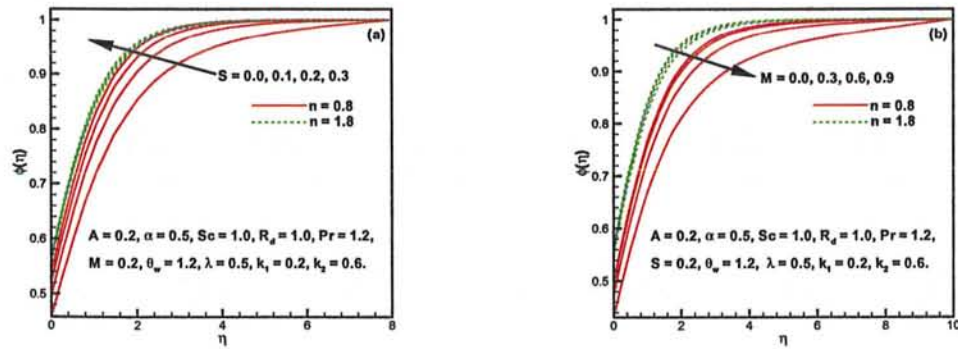 (a)
1
0.9
0.8
0.7
0.6
0.5
ϕ(η)
S = 0.0, 0.1, 0.2, 0.3
n = 0.8
n = 1.8
A = 0.2, α = 0.5, Sc = 1.0, R_d = 1.0, Pr = 1.2,
M = 0.2, θ_w = 1.2, λ = 0.5, k_1 = 0.2, k_2 = 0.6.
0 2 4 6 8
η
(b)
1
0.9
0.8
0.7
0.6
0.5
ϕ(η)
M = 0.0, 0.3, 0.6, 0.9
n = 0.8
n = 1.8
A = 0.2, α = 0.5, Sc = 1.0, R_d = 1.0, Pr = 1.2,
S = 0.2, θ_w = 1.2, λ = 0.5, k_1 = 0.2, k_2 = 0.6.
0 2 4 6 8 10
η